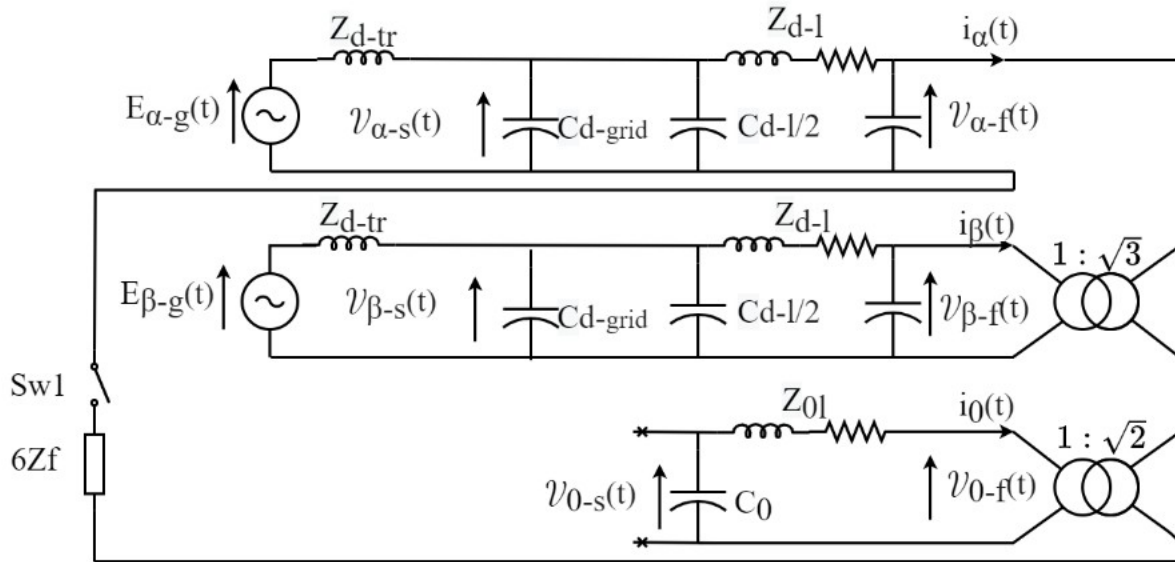 Zd-tr
Zd-l
iα(t)
Eα-g(t)
vα-s(t)
Cd-grid
Cd-l/2
vα-f(t)
Zd-tr
Zd-l
iβ(t)
1 : √3
Eβ-g(t)
vβ-s(t)
Cd-grid
Cd-l/2
vβ-f(t)
Sw1
Z0l
i0(t)
1 : √2
6Zf
v0-s(t)
C0
v0-f(t)